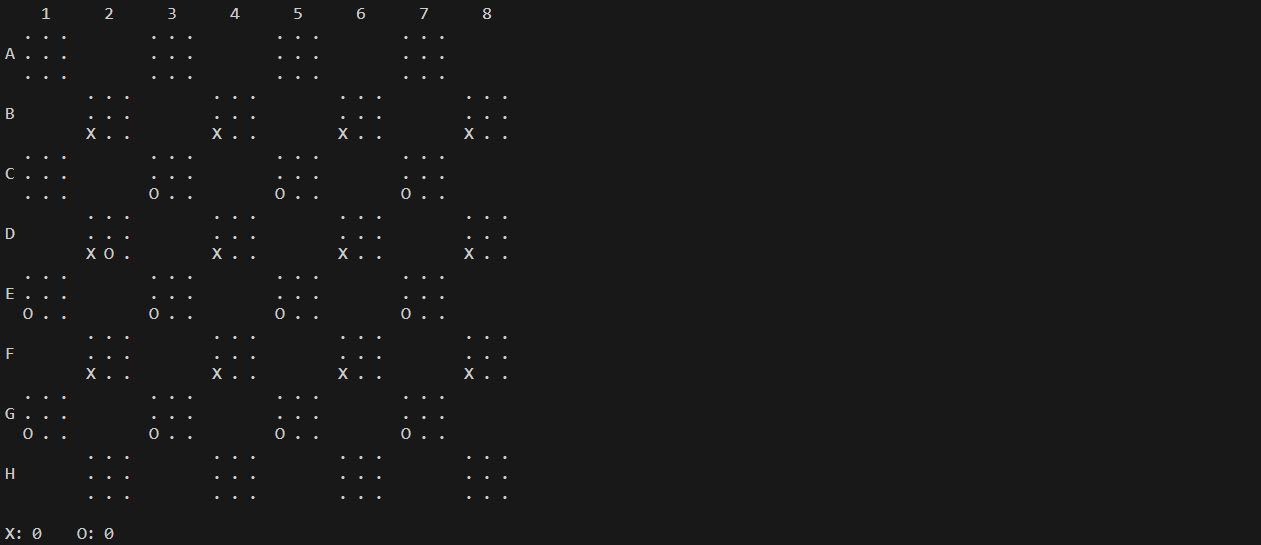 1      2      3      4      5      6      7      8
  . . .         . . .         . . .         . . .
A . . .         . . .         . . .         . . .
  . . .         . . .         . . .         . . .
         . . .         . . .         . . .         . . .
B        . . .         . . .         . . .         . . .
         X . .         X . .         X . .         X . .
  . . .         . . .         . . .         . . .
C . . .         . . .         . . .         . . .
  . . .         O . .         O . .         O . .
         . . .         . . .         . . .         . . .
D        . . .         . . .         . . .         . . .
         X O .         X . .         X . .         X . .
  . . .         . . .         . . .         . . .
E . . .         . . .         . . .         . . .
  O . .         O . .         O . .         O . .
         . . .         . . .         . . .         . . .
F        . . .         . . .         . . .         . . .
         X . .         X . .         X . .         X . .
  . . .         . . .         . . .         . . .
G . . .         . . .         . . .         . . .
  O . .         O . .         O . .         O . .
         . . .         . . .         . . .         . . .
H        . . .         . . .         . . .         . . .
         . . .         . . .         . . .         . . .
X: 0    O: 0